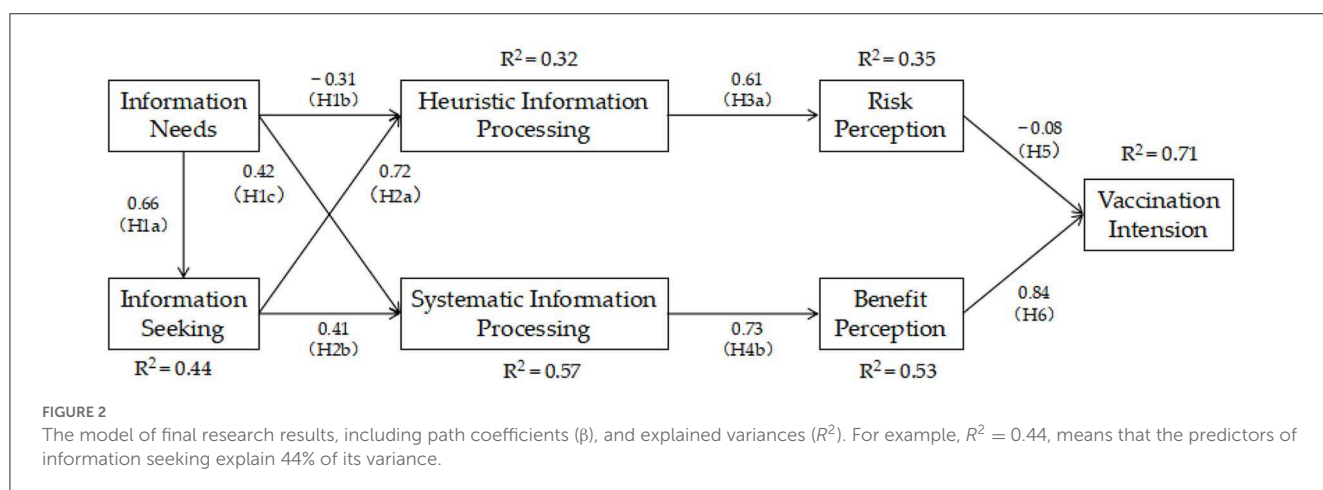 R² = 0.32
R² = 0.35
− 0.31
(H1b)
0.61
(H3a)
Information
Needs
Heuristic Information
Processing
Risk
Perception
−0.08
(H5)
R² = 0.71
0.42
(H1c)
0.72
(H2a)
Vaccination
Intension
0.66
(H1a)
Information
Seeking
Systematic Information
Processing
Benefit
Perception
0.84
(H6)
0.41
(H2b)
0.73
(H4b)
R² = 0.44
R² = 0.57
R² = 0.53
FIGURE 2
The model of final research results, including path coefficients (β), and explained variances (R²). For example, R² = 0.44, means that the predictors of
information seeking explain 44% of its variance.